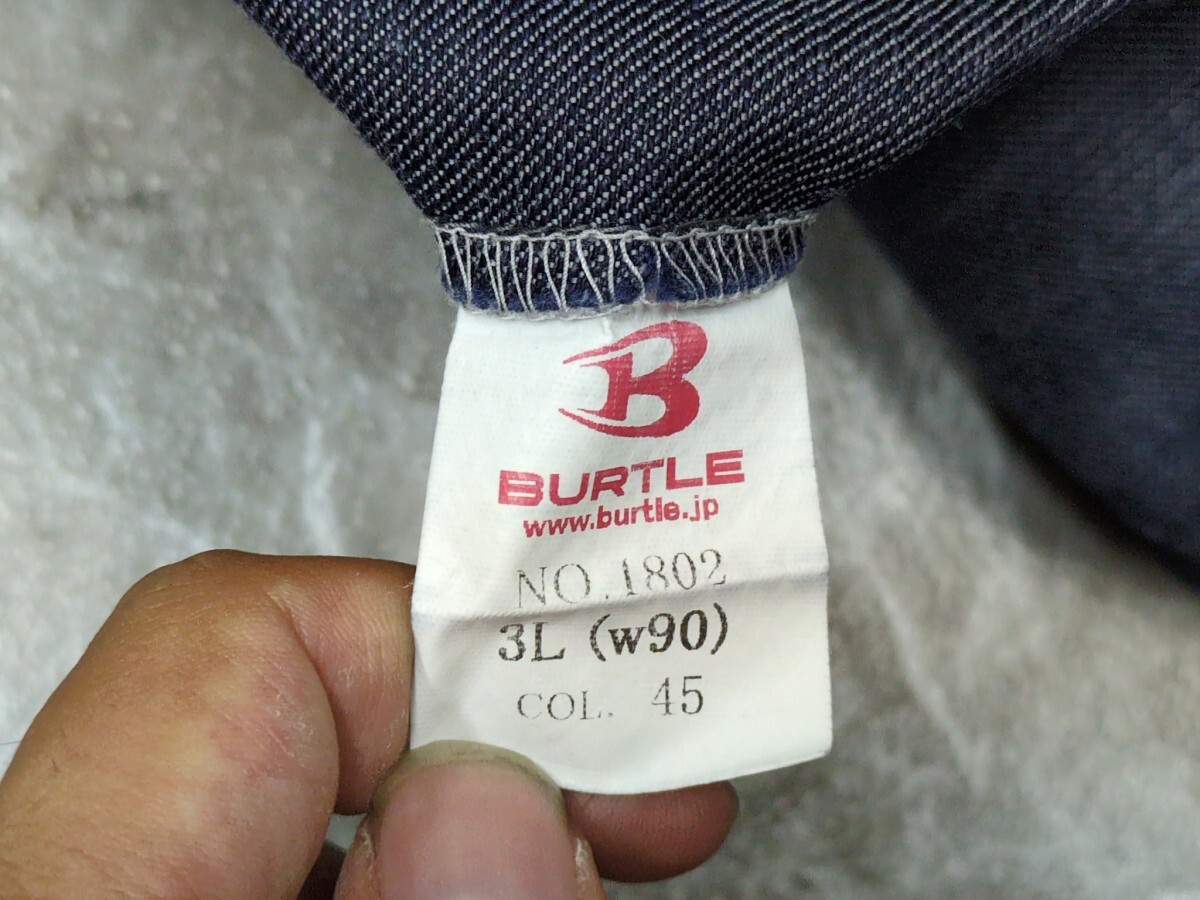 B
BURTLE
www.burtle.jp
NO.1802
3L (w90)
COL. 45